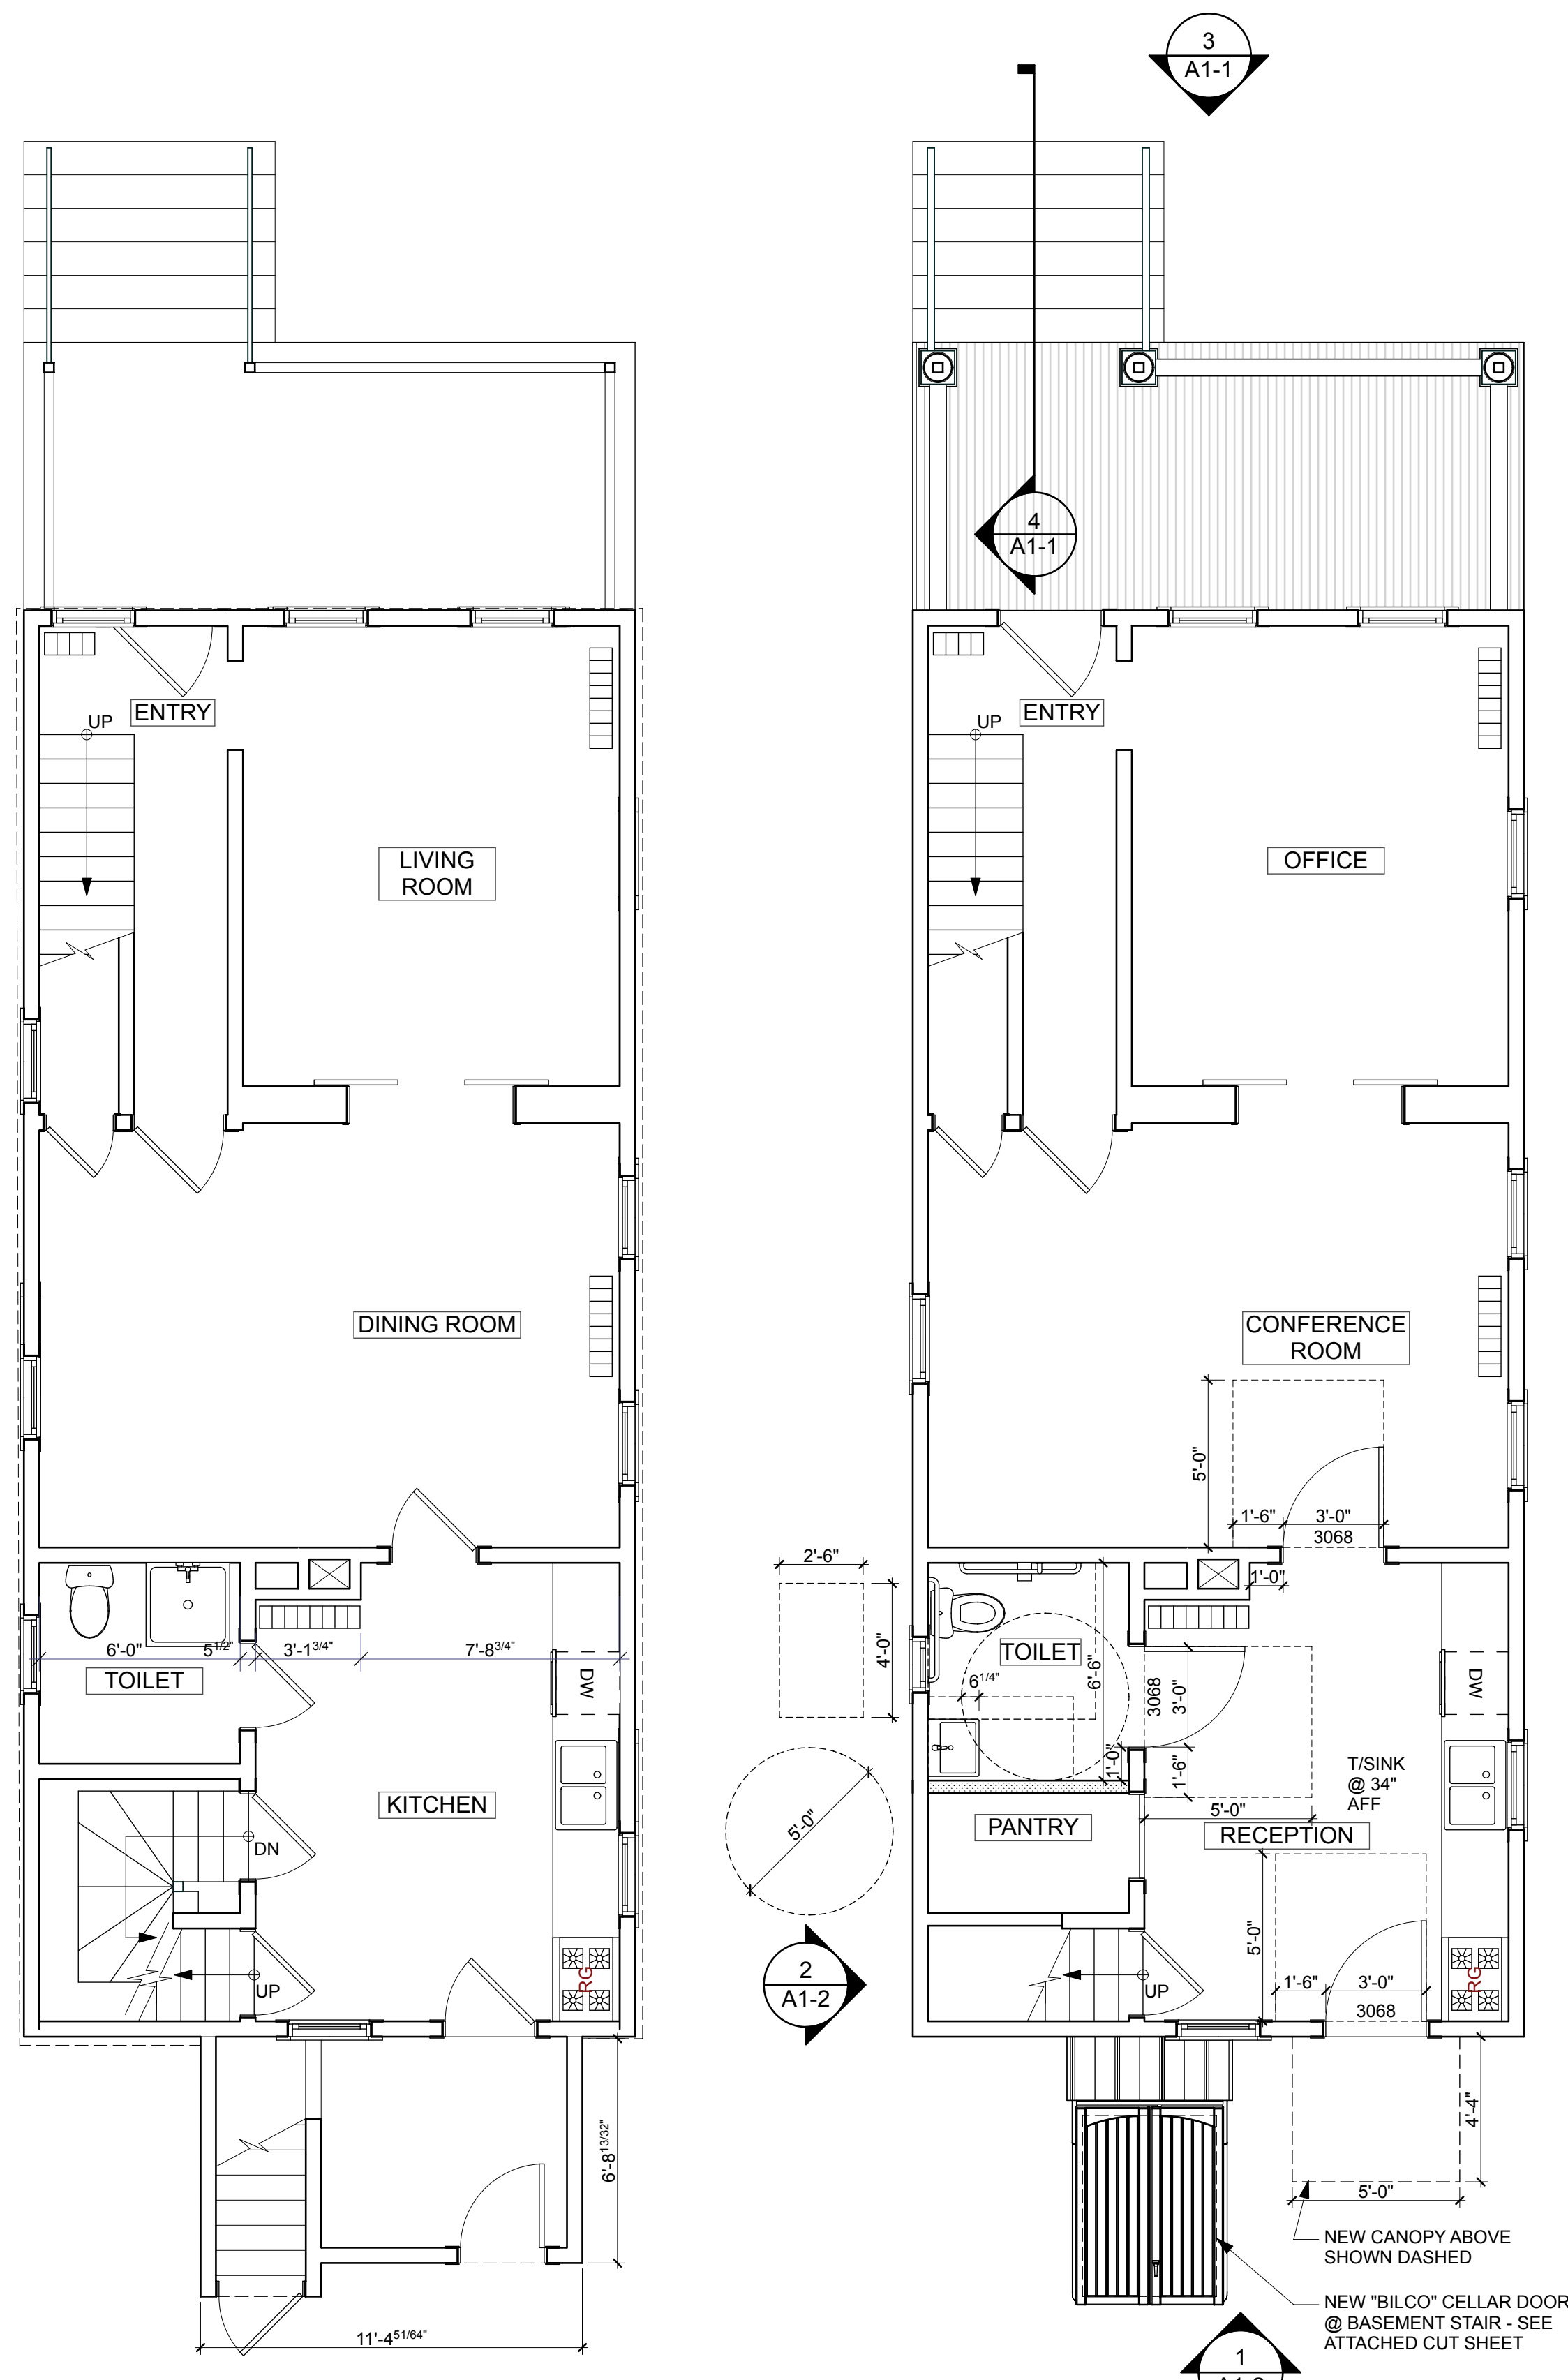 3
A1-1
4
A1-1
ENTRY
UP
LIVING
ROOM
ENTRY
UP
OFFICE
DINING ROOM
CONFERENCE
ROOM
5'-0"
1'-6"
3'-0"
3068
1'-0"
6'-0"
5 1/2"
3'-1 3/4"
7'-8 3/4"
TOILET
DW
KITCHEN
DN
UP
RG
6'-8 13/32"
11'-4 51/64"
2'-6"
4'-0"
5'-0"
2
A1-2
TOILET
6 1/4"
6'-6"
1'-0"
3068
3'-0"
1'-6"
5'-0"
DW
T/SINK
@ 34"
AFF
PANTRY
RECEPTION
5'-0"
1'-6"
3'-0"
3068
UP
RG
4'-4"
5'-0"
NEW CANOPY ABOVE
SHOWN DASHED
NEW "BILCO" CELLAR DOOR
@ BASEMENT STAIR - SEE
ATTACHED CUT SHEET
1